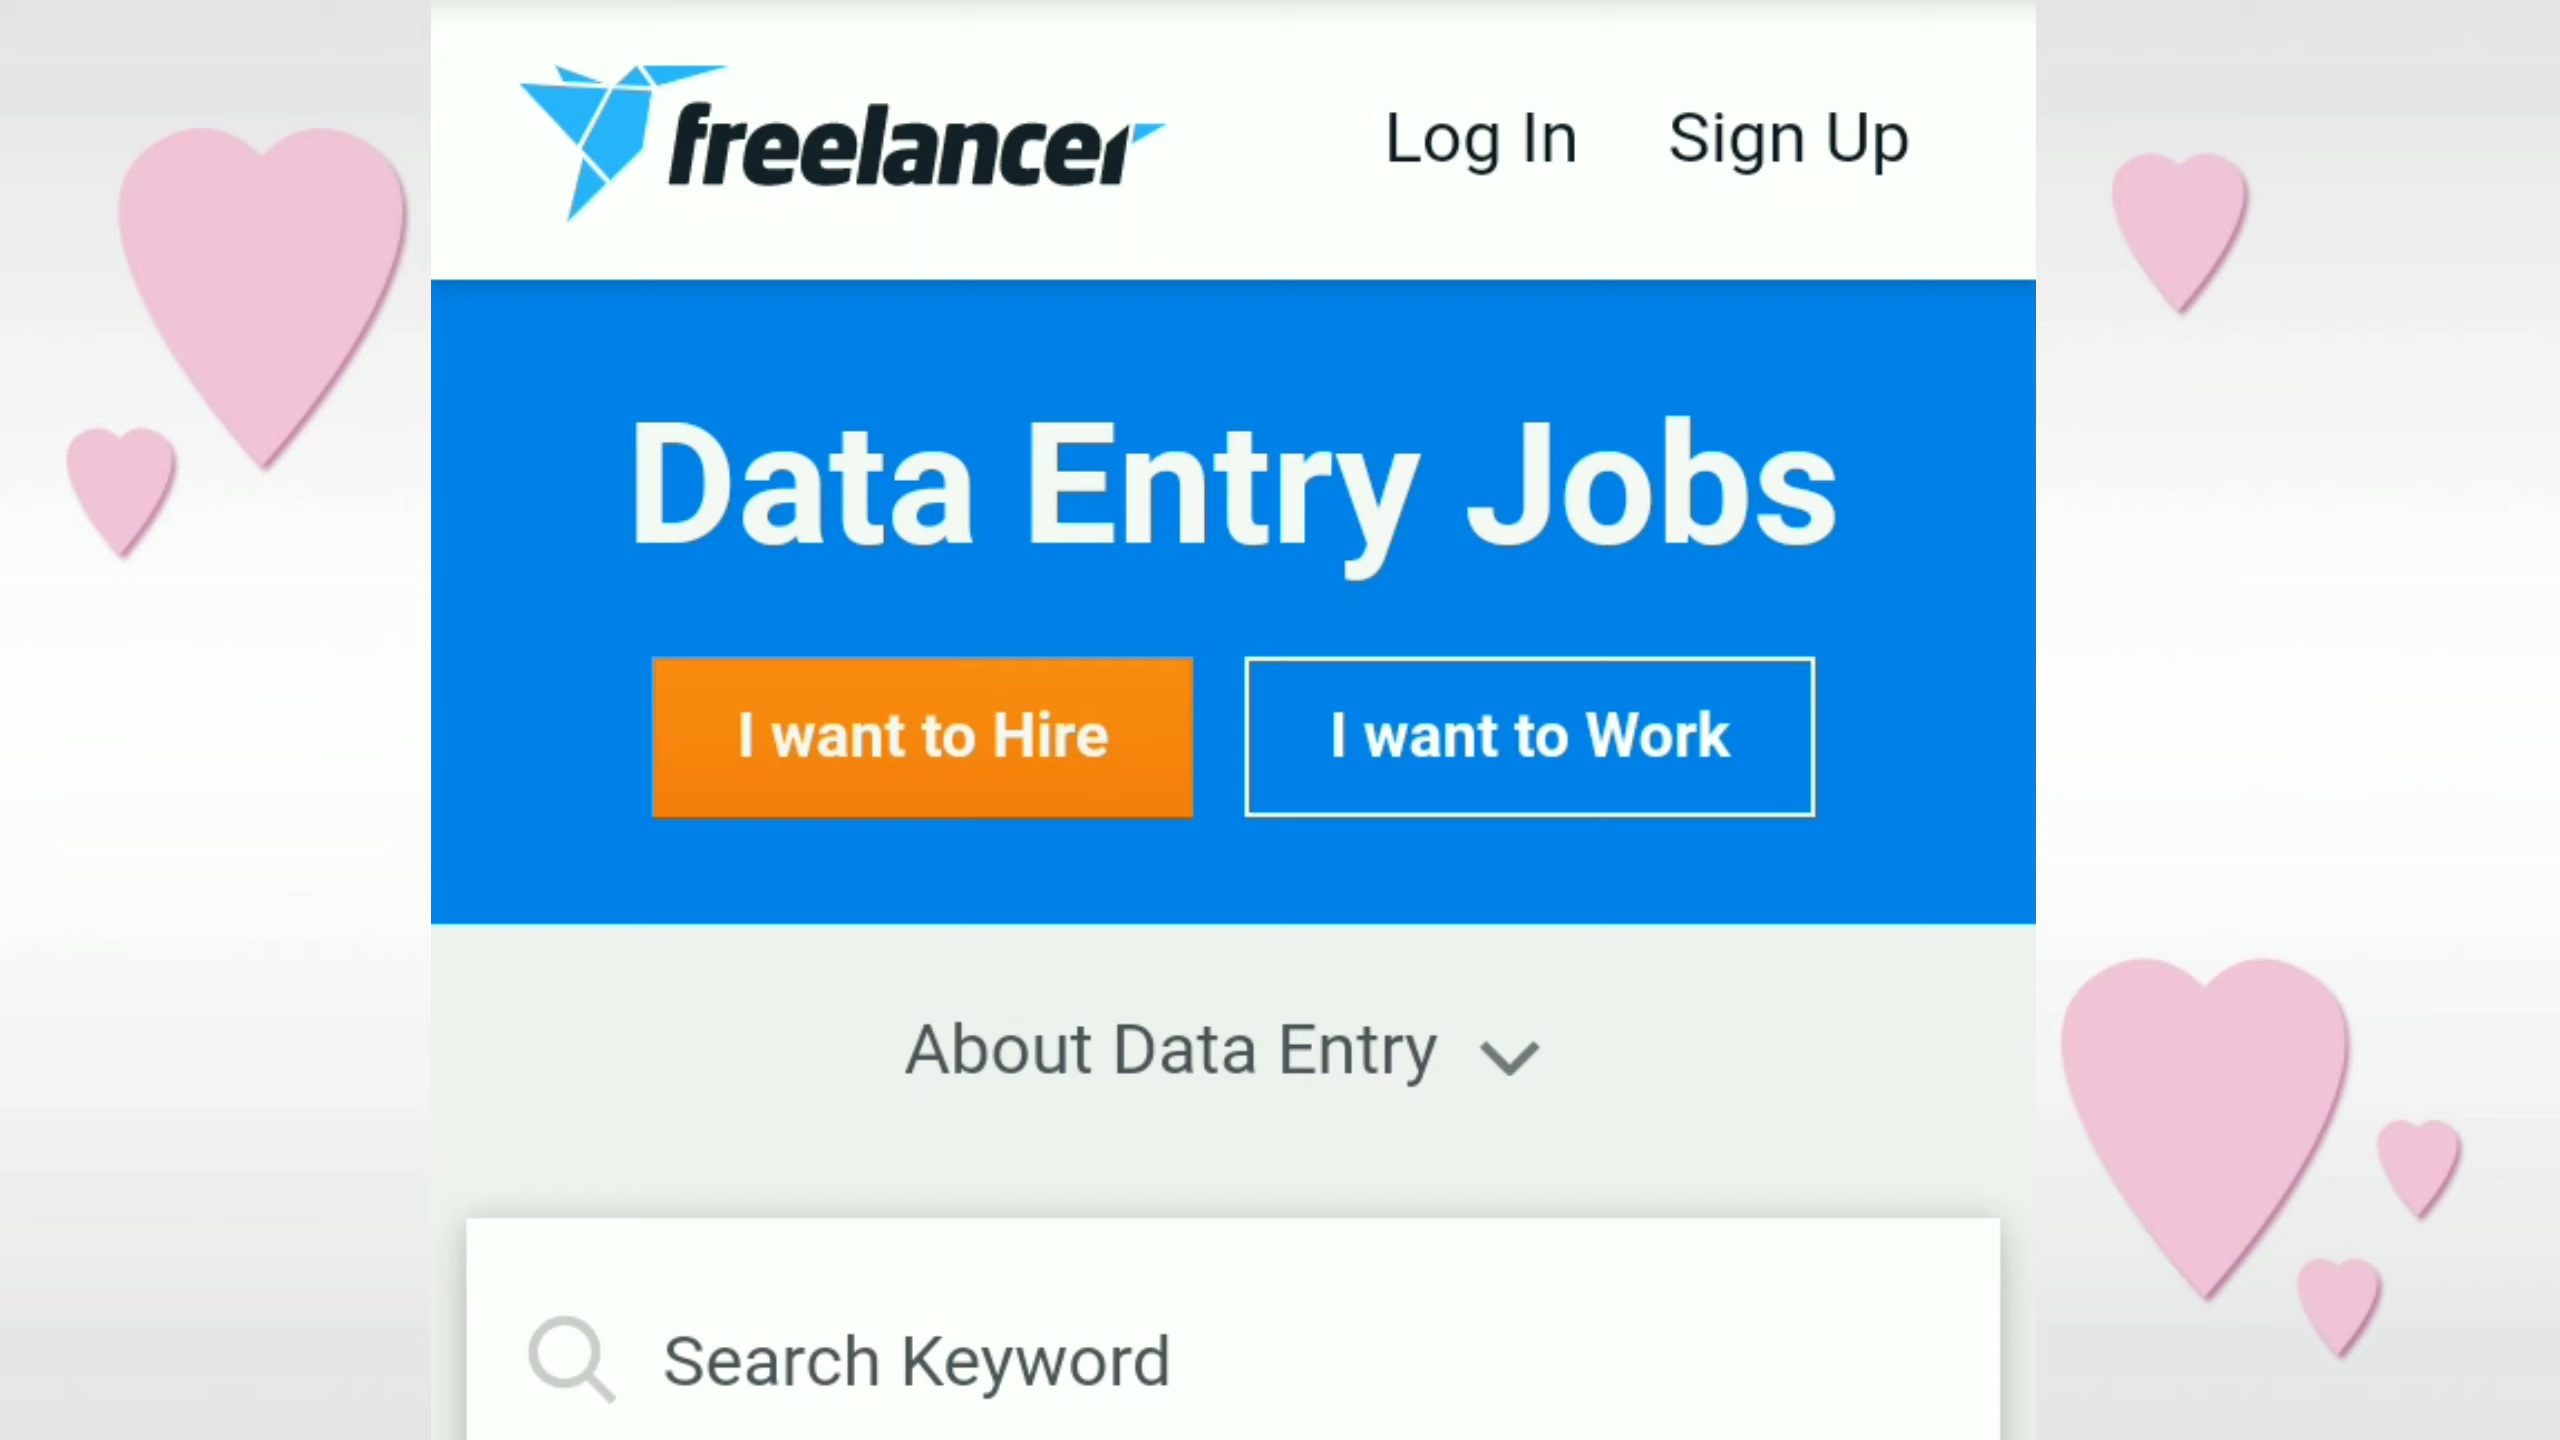 freelancer
Log In Sign Up
Data Entry Jobs
I want to Hire I want to Work
About Data Entry
Search Keyword